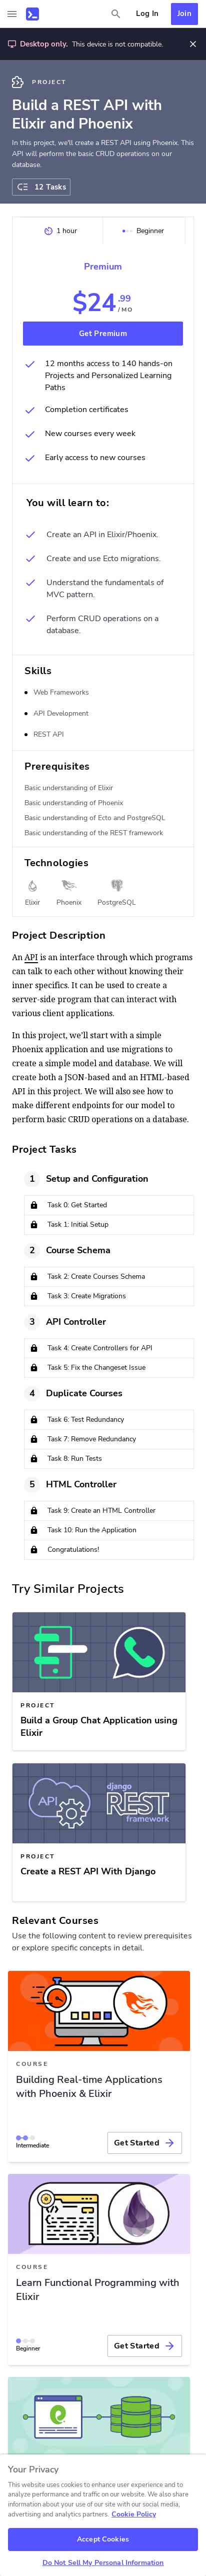 Log In
Join
Desktop only. This device is not compatible.
PROJECT
Build a REST API with
Elixir and Phoenix
In this project, we'll create a REST API using Phoenix. This
API will perform the basic CRUD operations on our
database.
12 Tasks
1 hour
Beginner
Premium
$24.99
/MO
Get Premium
12 months access to 140 hands-on
Projects and Personalized Learning
Paths
Completion certificates
New courses every week
Early access to new courses
You will learn to:
Create an API in Elixir/Phoenix.
Create and use Ecto migrations.
Understand the fundamentals of
MVC pattern.
Perform CRUD operations on a
database.
Skills
Web Frameworks
API Development
REST API
Prerequisites
Basic understanding of Elixir
Basic understanding of Phoenix
Basic understanding of Ecto and PostgreSQL
Basic understanding of the REST framework
Technologies
Elixir
Phoenix
PostgreSQL
Project Description
An API is an interface through which programs
can talk to each other without knowing their
inner specifics. It can be used to create a
server-side program that can interact with
various client applications.
In this project, we'll start with a simple
Phoenix application and use migrations to
create a simple model and database. We will
create both a JSON-based and an HTML-based
API in this project. We will also see how to
make different endpoints for our model to
perform basic CRUD operations on a database.
Project Tasks
1 Setup and Configuration
Task 0: Get Started
Task 1: Initial Setup
2 Course Schema
Task 2: Create Courses Schema
Task 3: Create Migrations
3 API Controller
Task 4: Create Controllers for API
Task 5: Fix the Changeset Issue
4 Duplicate Courses
Task 6: Test Redundancy
Task 7: Remove Redundancy
Task 8: Run Tests
5 HTML Controller
Task 9: Create an HTML Controller
Task 10: Run the Application
Congratulations!
Try Similar Projects
PROJECT
Build a Group Chat Application using
Elixir
API
django
REST
framework
PROJECT
Create a REST API With Django
Relevant Courses
Use the following content to review prerequisites
or explore specific concepts in detail.
COURSE
Building Real-time Applications
with Phoenix & Elixir
Intermediate
Get Started
COURSE
Learn Functional Programming with
Elixir
Beginner
Get Started
Your Privacy
This website uses cookies to enhance user experience and to
analyze performance and traffic on our website. We also share
information about your use of our site with our social media,
advertising and analytics partners. Cookie Policy
Accept Cookies
Do Not Sell My Personal Information